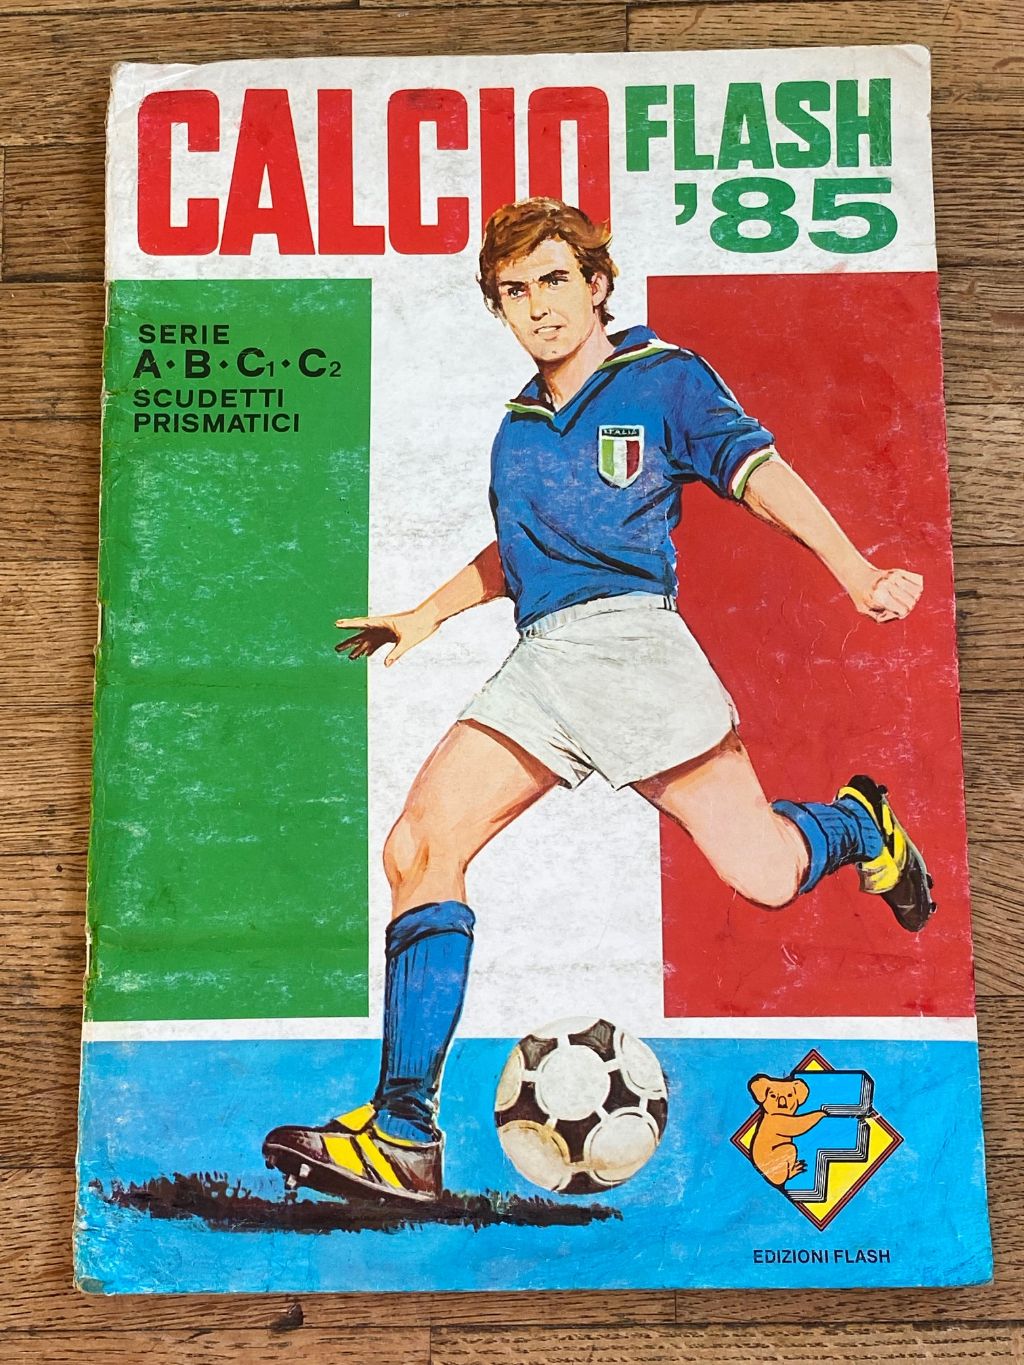 CALCIO FLASH
'85
SERIE
A·B·C1·C2
SCUDETTI
PRISMATICI
ITALIA
EDIZIONI FLASH